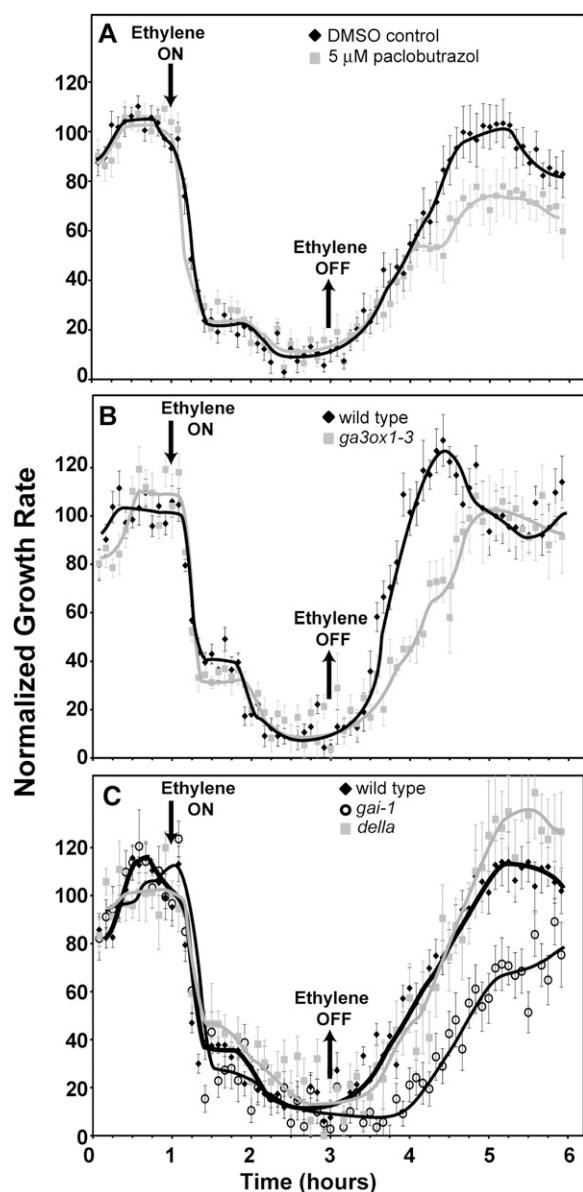 A
Ethylene
ON
DMSO control
5 µM paclobutrazol
120
100
80
60
40
20
0
Ethylene
OFF
B
Ethylene
ON
wild type
ga3ox1-3
120
100
80
60
40
20
0
Ethylene
OFF
Normalized Growth Rate
C
Ethylene
ON
wild type
gai-1
della
120
100
80
60
40
20
0
Ethylene
OFF
0 1 2 3 4 5 6
Time (hours)